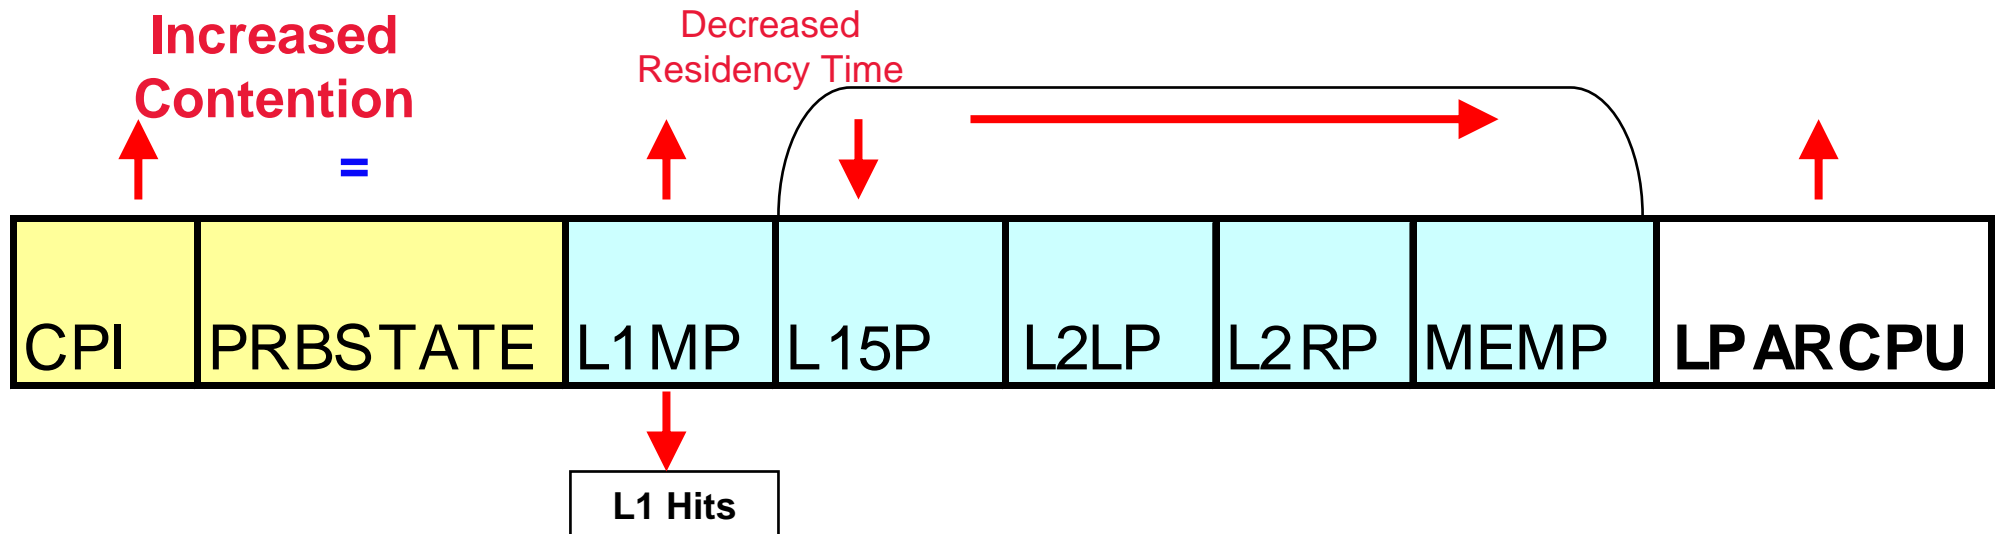 Increased
Contention
Decreased
Residency Time
=
CPI PRBSTATE L1MP L15P L2LP L2RP MEMP LPARCPU
L1 Hits